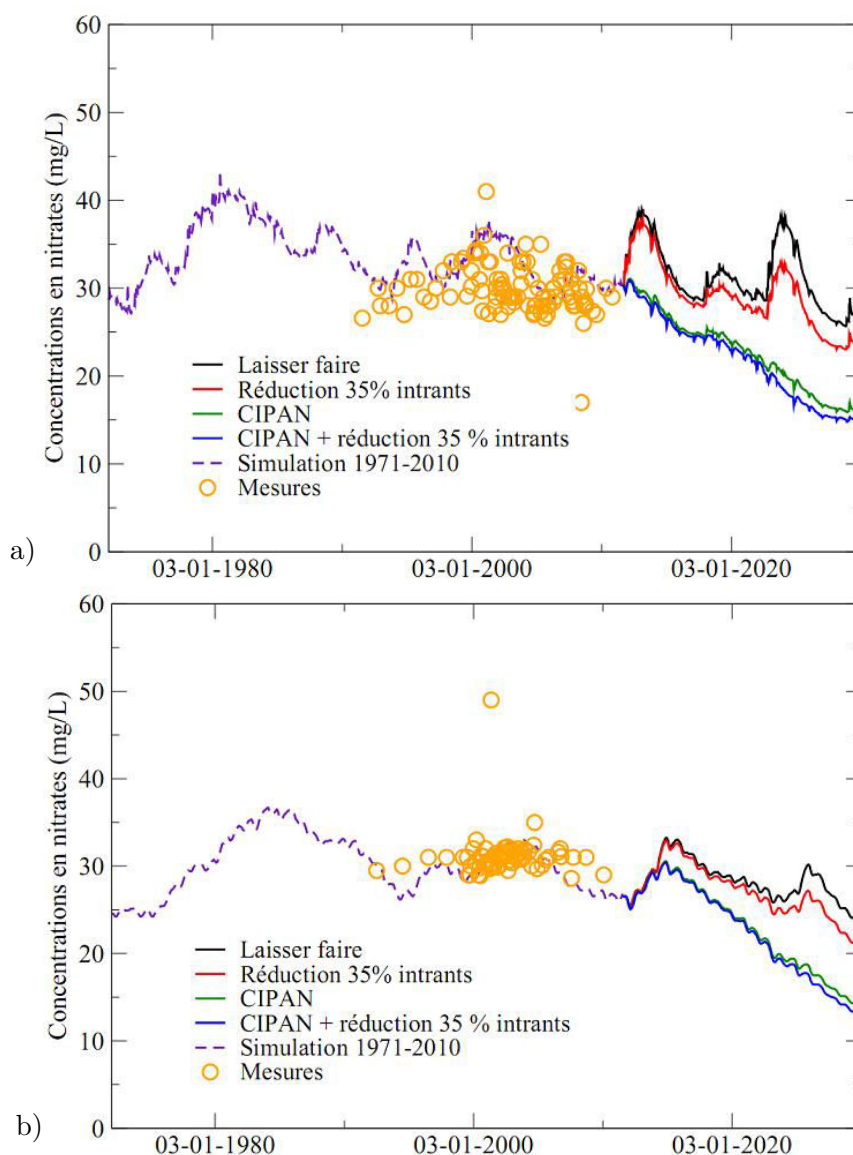 60
50
40
30
20
10
0
Concentrations en nitrates (mg/L)
Laisser faire
Réduction 35% intrants
CIPAN
CIPAN + réduction 35 % intrants
Simulation 1971-2010
Mesures
a)
03-01-1980 03-01-2000 03-01-2020
60
50
40
30
20
10
0
Concentrations en nitrates (mg/L)
Laisser faire
Réduction 35% intrants
CIPAN
CIPAN + réduction 35 % intrants
Simulation 1971-2010
Mesures
b)
03-01-1980 03-01-2000 03-01-2020